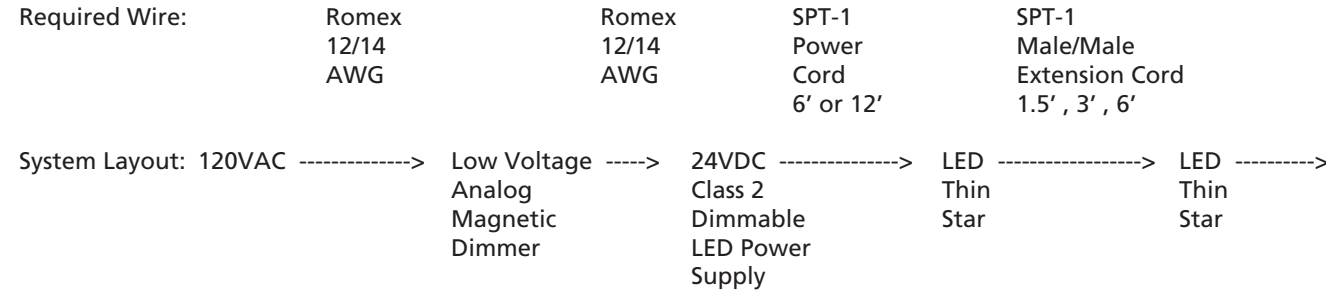 Required Wire: Romex Romex SPT-1 SPT-1
12/14 12/14 Power Male/Male
AWG AWG Cord Extension Cord
6’ or 12’ 1.5’ , 3’ , 6’
System Layout: 120VAC --------------> Low Voltage -----> 24VDC ---------------> LED ------------------> LED ---------->
Analog Class 2 Thin Thin
Magnetic Dimmable Star Star
Dimmer LED Power
Supply